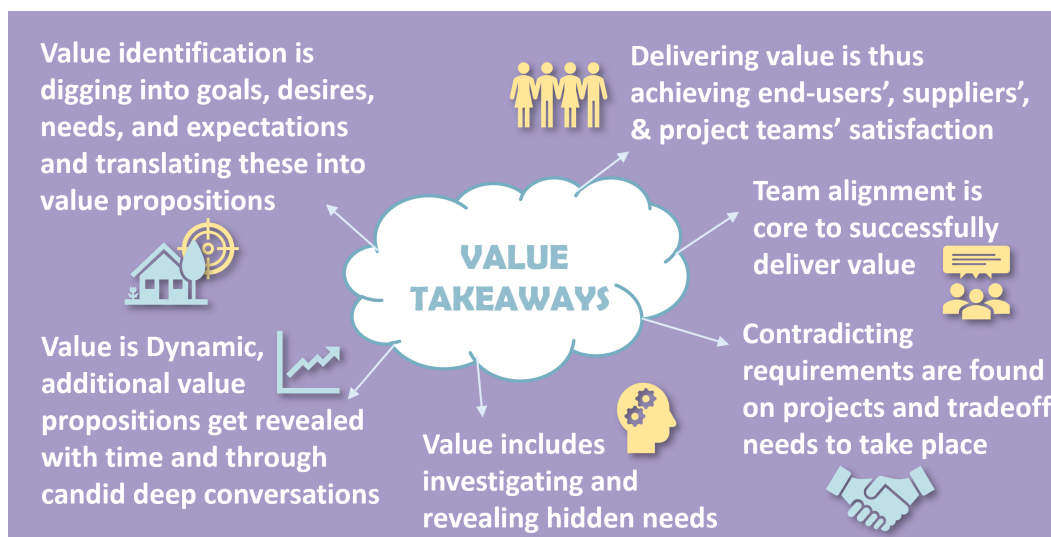 Value identification is
digging into goals, desires,
needs, and expectations
and translating these into
value propositions
Delivering value is thus
achieving end-users', suppliers',
& project teams' satisfaction
Team alignment is
core to successfully
deliver value
VALUE
TAKEAWAYS
Value is Dynamic,
additional value
propositions get revealed
with time and through
candid deep conversations
Value includes
investigating and
revealing hidden needs
Contradicting
requirements are found
on projects and tradeoff
needs to take place